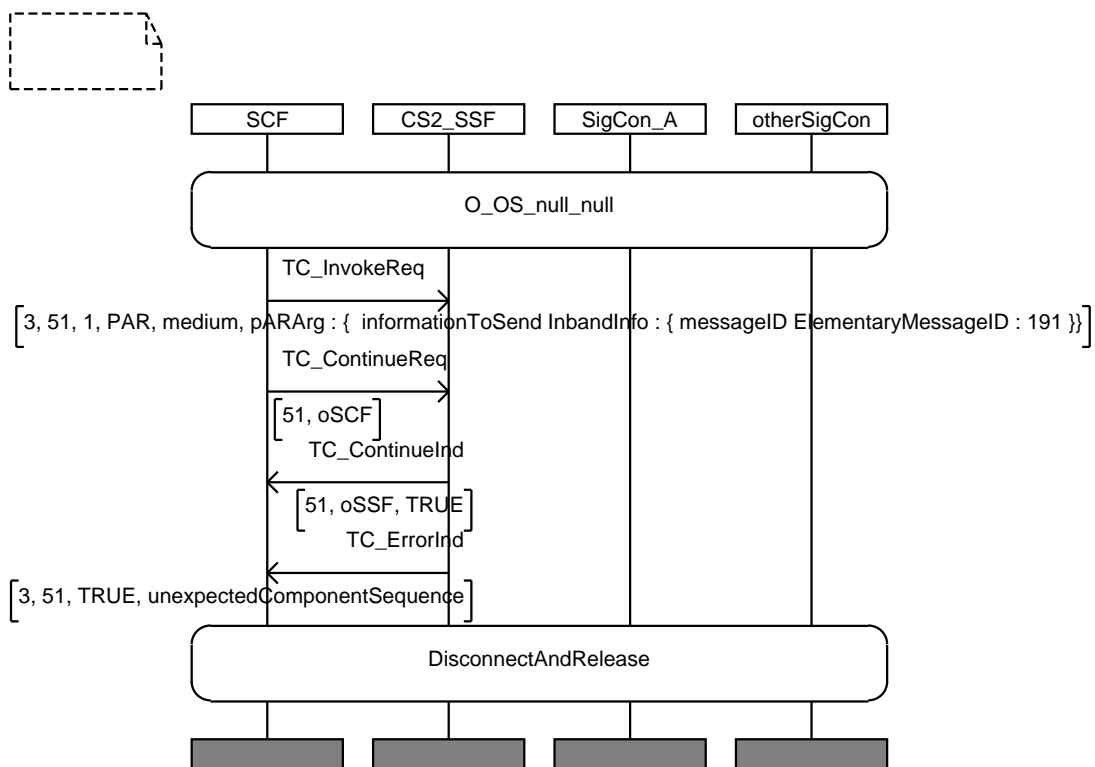 SCF CS2_SSF SigCon_A otherSigCon
O_OS_null_null
TC_InvokeReq
3, 51, 1, PAR, medium, pARArg : { informationToSend InbandInfo : { messageID ElementaryMessageID : 191 }}
TC_ContinueReq
51, oSCF
TC_ContinueInd
51, oSSF, TRUE
TC_ErrorInd
3, 51, TRUE, unexpectedComponentSequence
DisconnectAndRelease